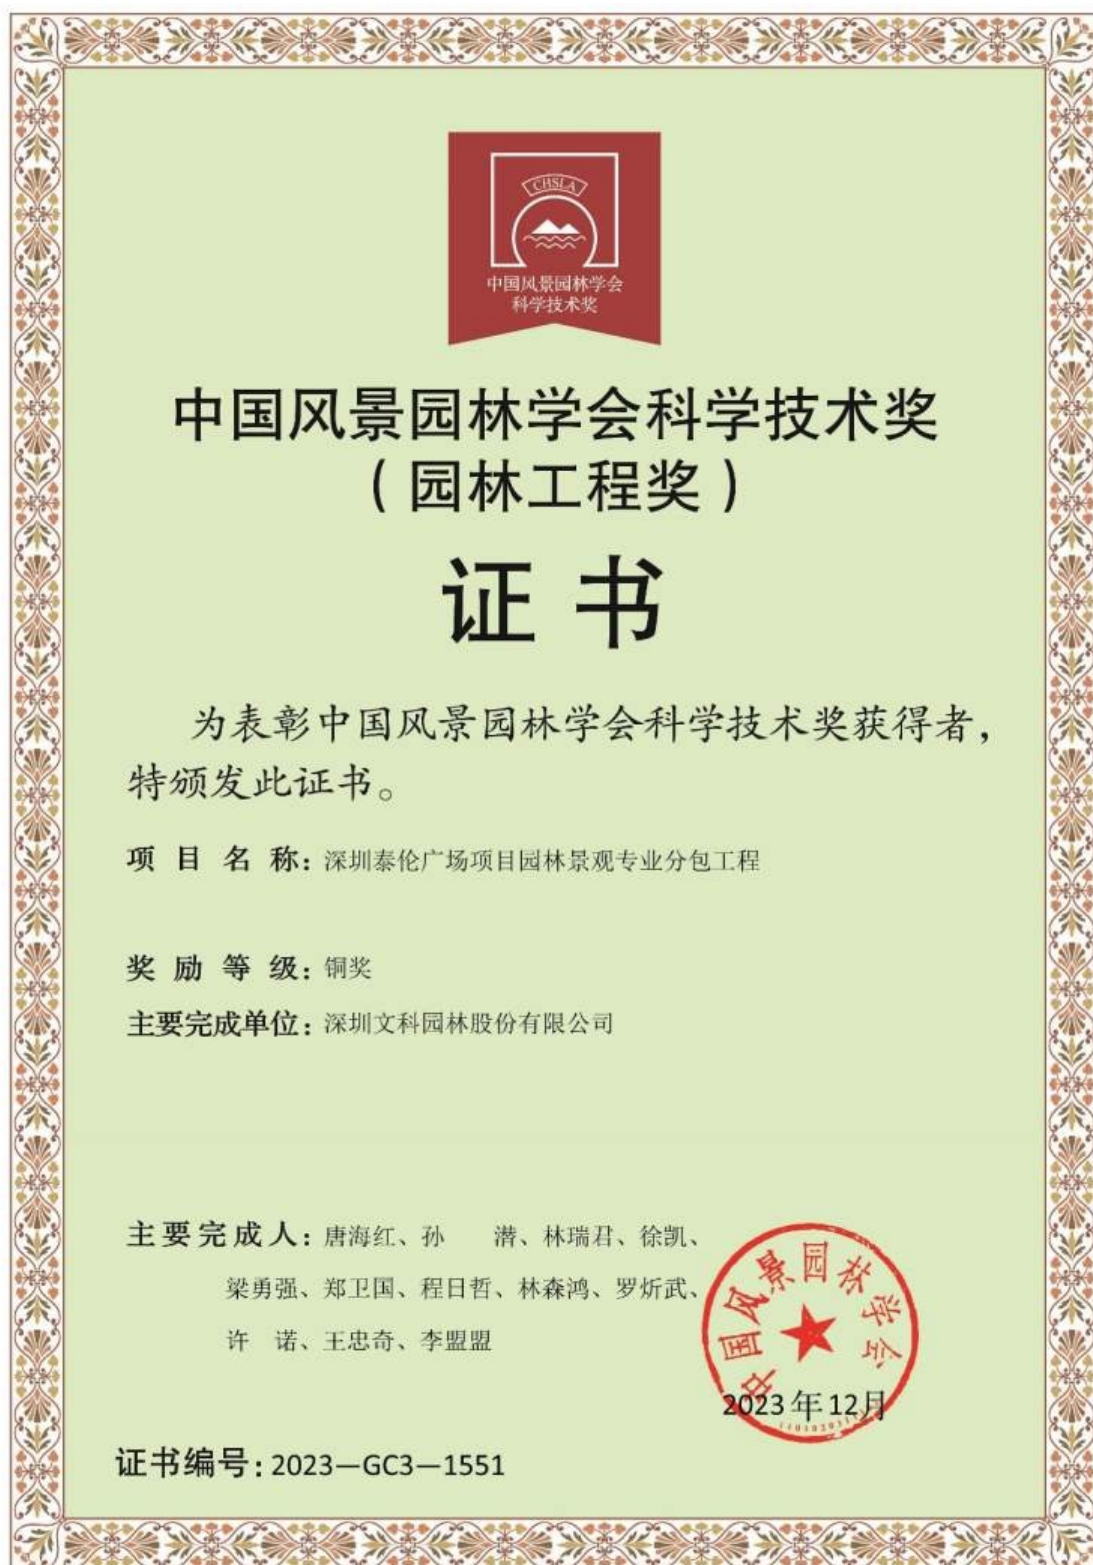 CHSLA
中国风景园林学会
科学技术奖
中国风景园林学会科学技术奖
（园林工程奖）
证书
为表彰中国风景园林学会科学技术奖获得者，
特颁发此证书。
项目名称：深圳泰伦广场项目园林景观专业分包工程
奖励等级：铜奖
主要完成单位：深圳文科园林股份有限公司
主要完成人：唐海红、孙　潜、林瑞君、徐凯、
梁勇强、郑卫国、程日哲、林森鸿、罗炘武、
许　诺、王忠奇、李盟盟
中国风景园林学会
2023年12月
证书编号：2023—GC3—1551